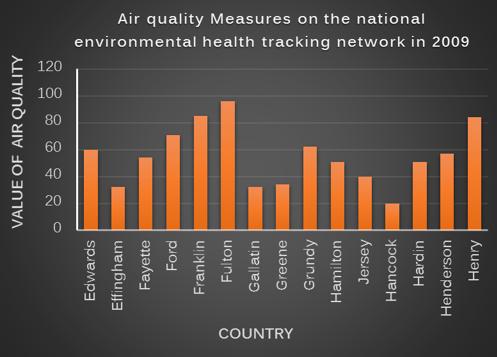 Air quality Measures on the national
environmental health tracking network in 2009
VALUE OF AIR QUALITY
120
100
80
60
40
20
0
Edwards
Effingham
Fayette
Ford
Franklin
Fulton
Gallatin
Greene
Grundy
Hamilton
Jersey
Hancock
Hardin
Henderson
Henry
COUNTRY